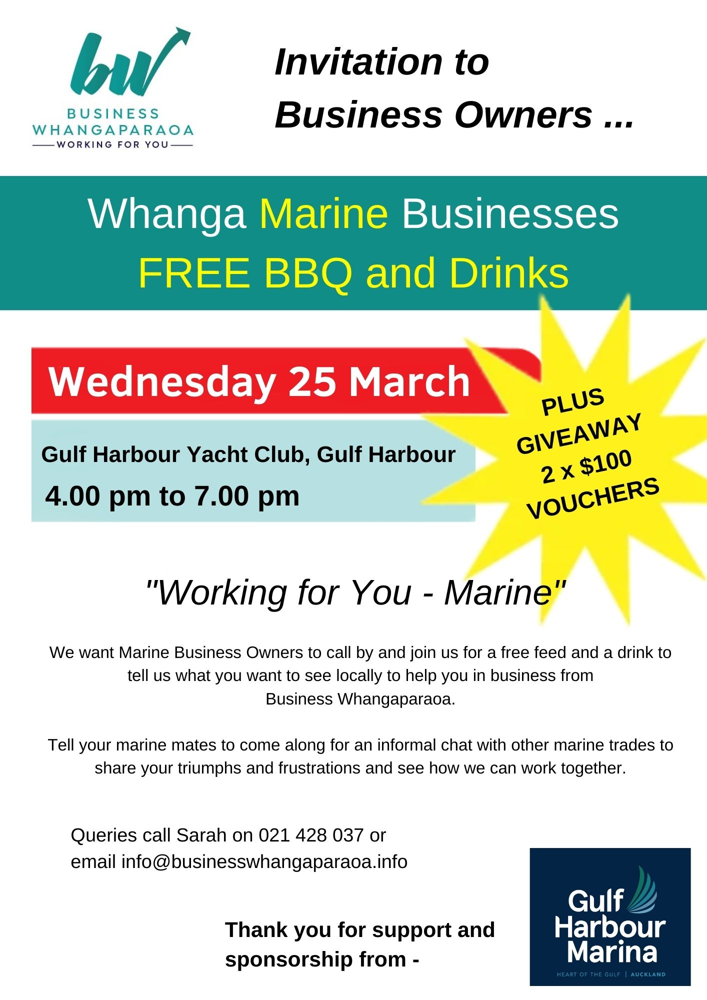 bw
BUSINESS
WHANGAPARAOA
WORKING FOR YOU
Invitation to
Business Owners ...
Whanga Marine Businesses
FREE BBQ and Drinks
Wednesday 25 March
Gulf Harbour Yacht Club, Gulf Harbour
4.00 pm to 7.00 pm
PLUS
GIVEAWAY
2 x $100
VOUCHERS
"Working for You - Marine"
We want Marine Business Owners to call by and join us for a free feed and a drink to
tell us what you want to see locally to help you in business from
Business Whangaparaoa.
Tell your marine mates to come along for an informal chat with other marine trades to
share your triumphs and frustrations and see how we can work together.
Queries call Sarah on 021 428 037 or
email info@businesswhangaparaoa.info
Thank you for support and
sponsorship from -
Gulf
Harbour
Marina
HEART OF THE GULF | AUCKLAND